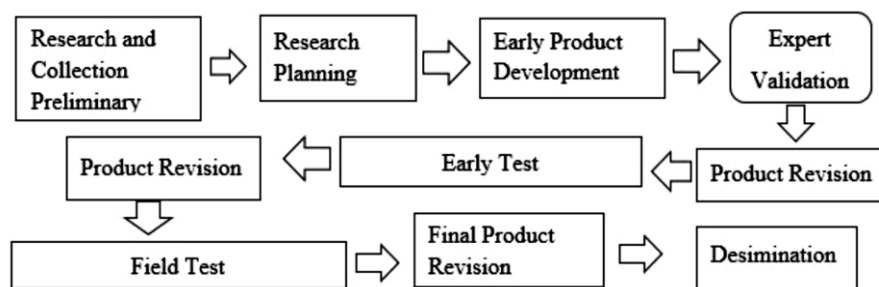 Research and
Collection
Preliminary
Research
Planning
Early Product
Development
Expert
Validation
Product Revision
Early Test
Product Revision
Field Test
Final Product
Revision
Desimination